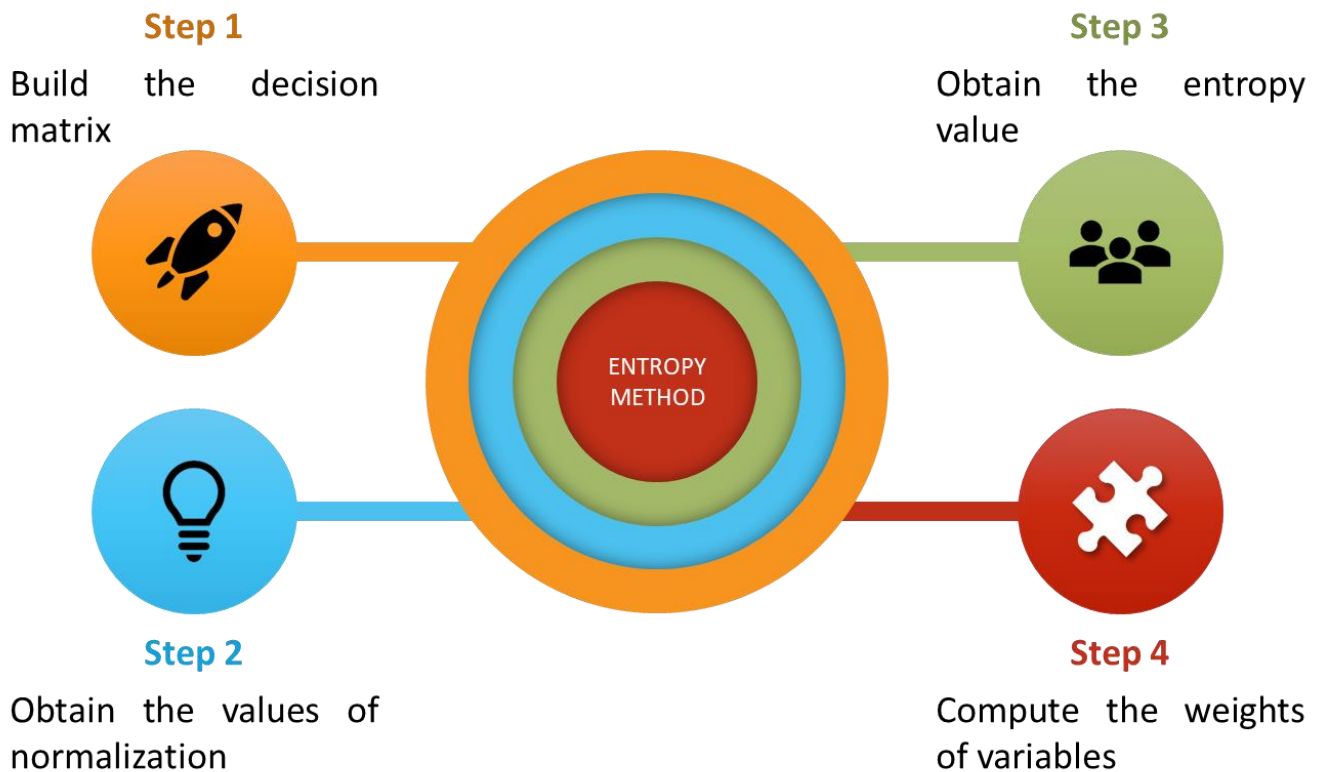 Step 1
Build the decision
matrix
Step 2
Obtain the values of
normalization
ENTROPY
METHOD
Step 3
Obtain the entropy
value
Step 4
Compute the weights
of variables